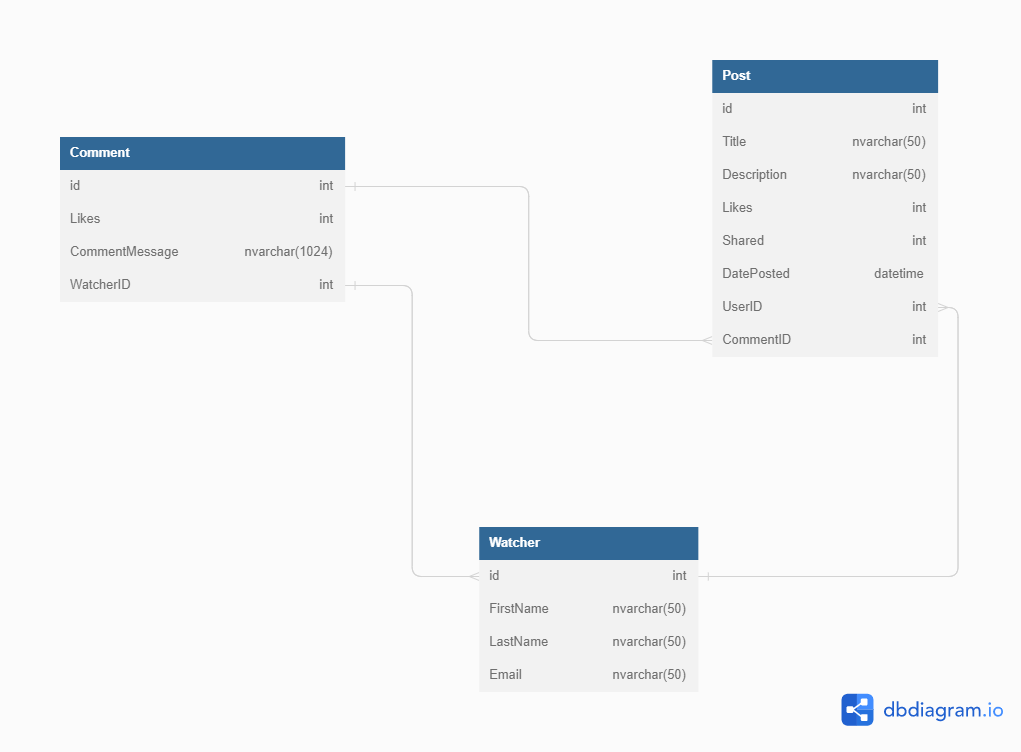 Post
id int
Title nvarchar(50)
Description nvarchar(50)
Likes int
Shared int
DatePosted datetime
UserID int
CommentID int
Comment
id int
Likes int
CommentMessage nvarchar(1024)
WatcherID int
Watcher
id int
FirstName nvarchar(50)
LastName nvarchar(50)
Email nvarchar(50)
dbdiagram.io